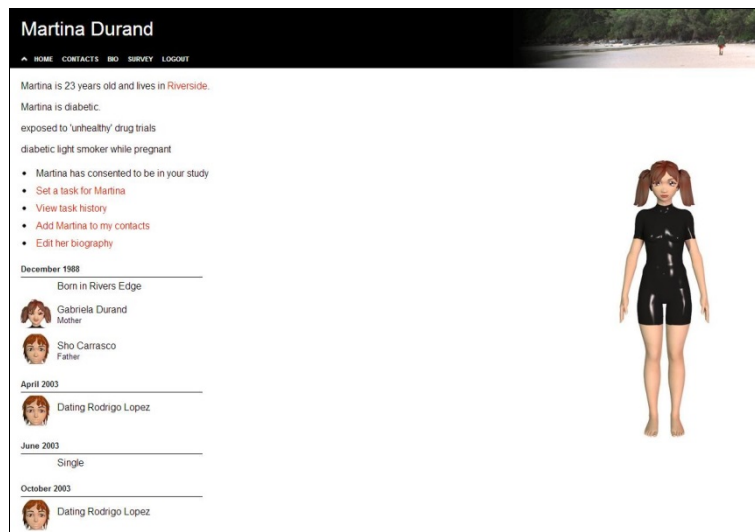 Martina Durand
HOME CONTACTS BIO SURVEY LOGOUT
Martina is 23 years old and lives in Riverside.
Martina is diabetic.
exposed to 'unhealthy' drug trials
diabetic light smoker while pregnant
Martina has consented to be in your study
Set a task for Martina
View task history
Add Martina to my contacts
Edit her biography
December 1988
Born in Rivers Edge
Gabriela Durand
Mother
Sho Carrasco
Father
April 2003
Dating Rodrigo Lopez
June 2003
Single
October 2003
Dating Rodrigo Lopez